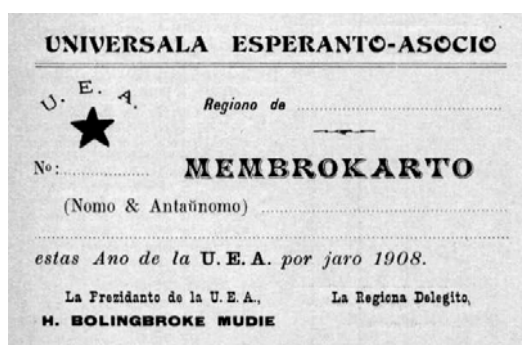 UNIVERSALA ESPERANTO-ASOCIO
U. E. A.
Regiono de
No:
MEMBROKARTO
(Nomo & Antaŭnomo)
estas Ano de la U. E. A. por jaro 1908.
La Prezidanto de la U. E. A., La Regiona Delegito,
H. BOLINGBROKE MUDIE